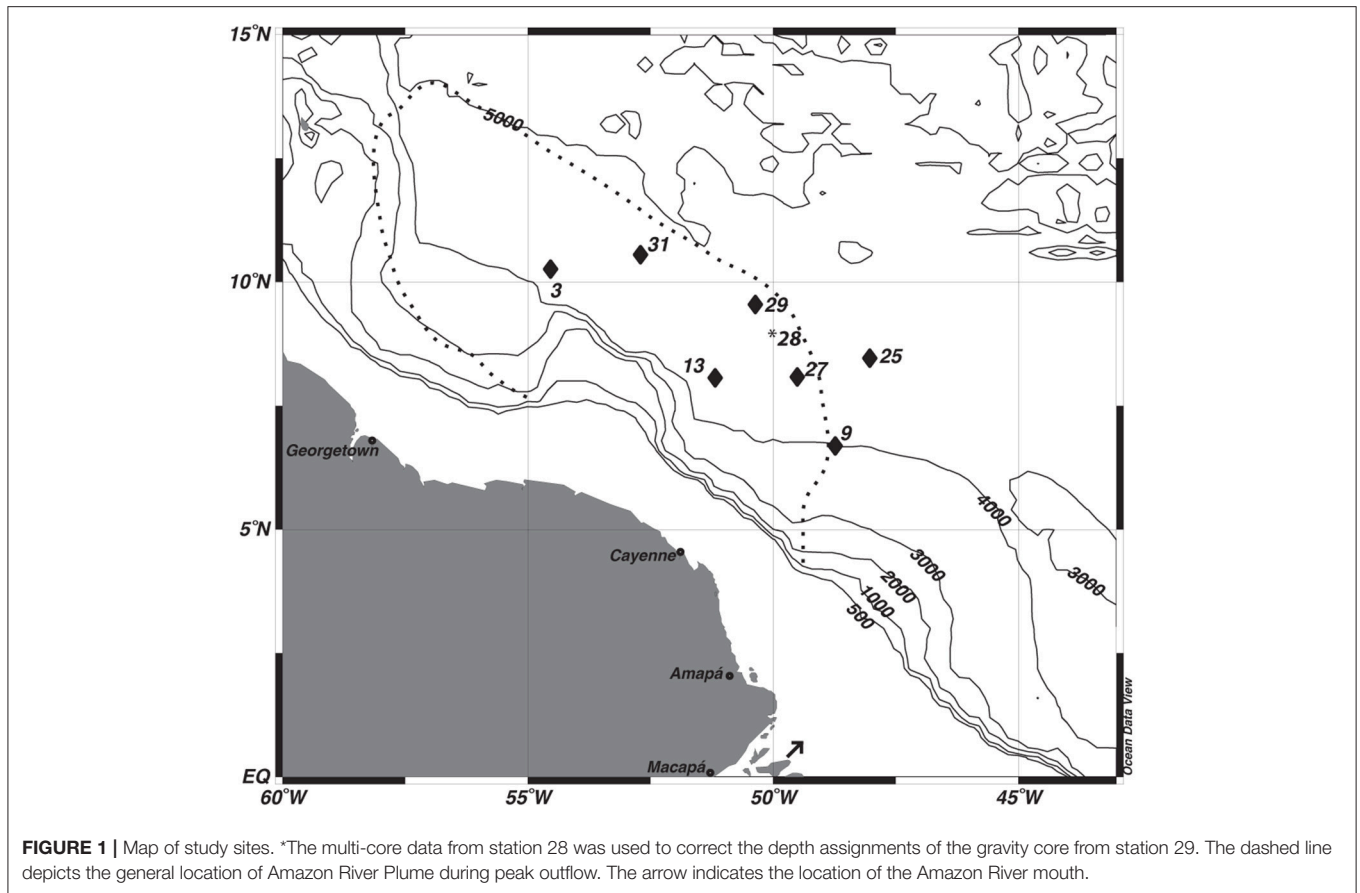 15°N
5000
31
10°N
3
29
*28
25
13
27
9
Georgetown
4000
5°N
3000
Cayenne
2000
3000
1000
500
Amapá
Ocean Data View
Macapá
EQ
60°W
55°W
50°W
45°W
FIGURE 1 | Map of study sites. *The multi-core data from station 28 was used to correct the depth assignments of the gravity core from station 29. The dashed line
depicts the general location of Amazon River Plume during peak outflow. The arrow indicates the location of the Amazon River mouth.